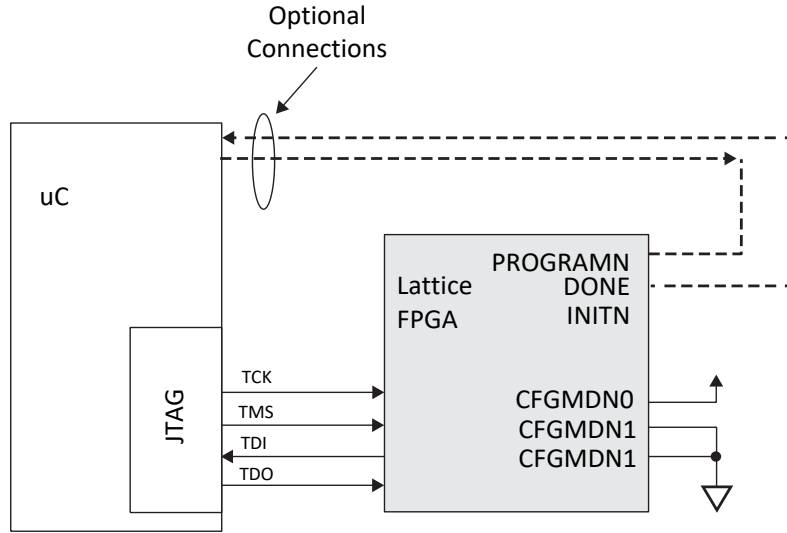 Optional
Connections
uC
PROGRAMN
Lattice
DONE
FPGA
INITN
JTAG
TCK
TMS
TDI
TDO
CFGMDN0
CFGMDN1
CFGMDN1